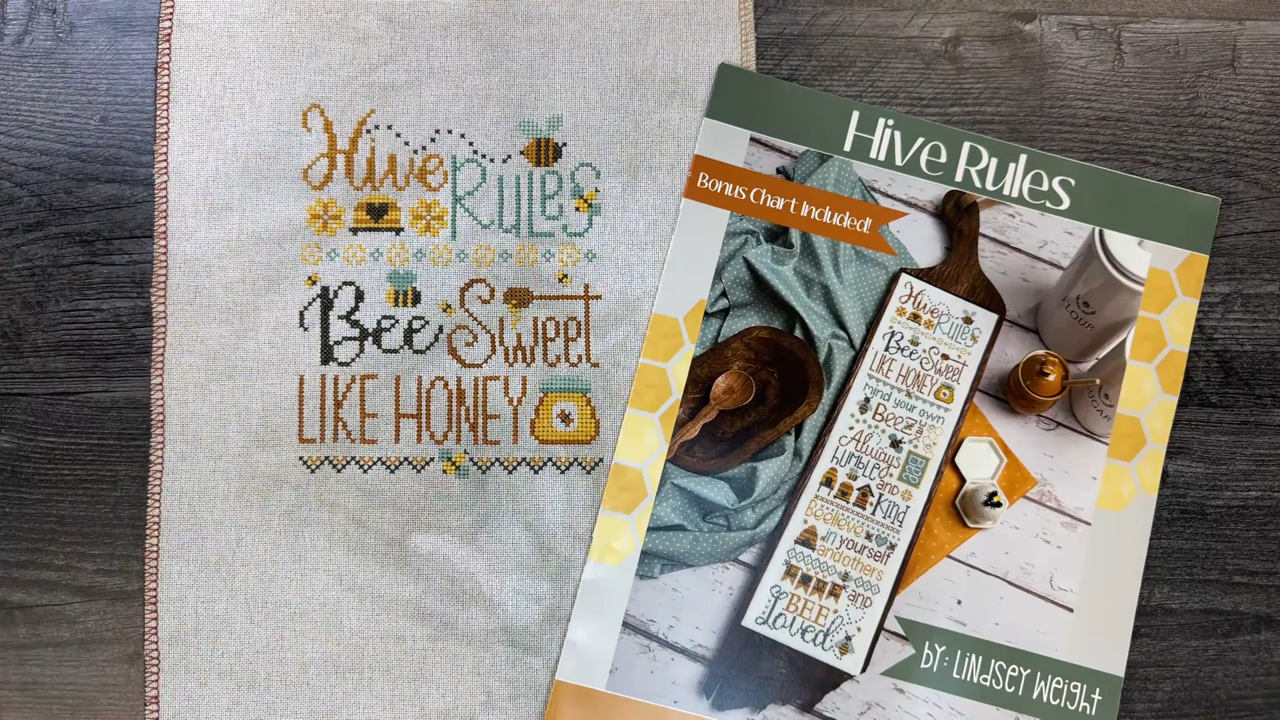 Hive Rules
Bee Sweet
LIKE HONEY
Hive Rules
Bonus Chart Included!
FLOUR
SUGAR
Hive Rules
Bee Sweet
LIKE HONEY
mind your own
Beez
Always
humbled
and
Kind
Beelieve
in yourself
and others
and
BEE
Loved
BY: LINDSEY WEIGHT